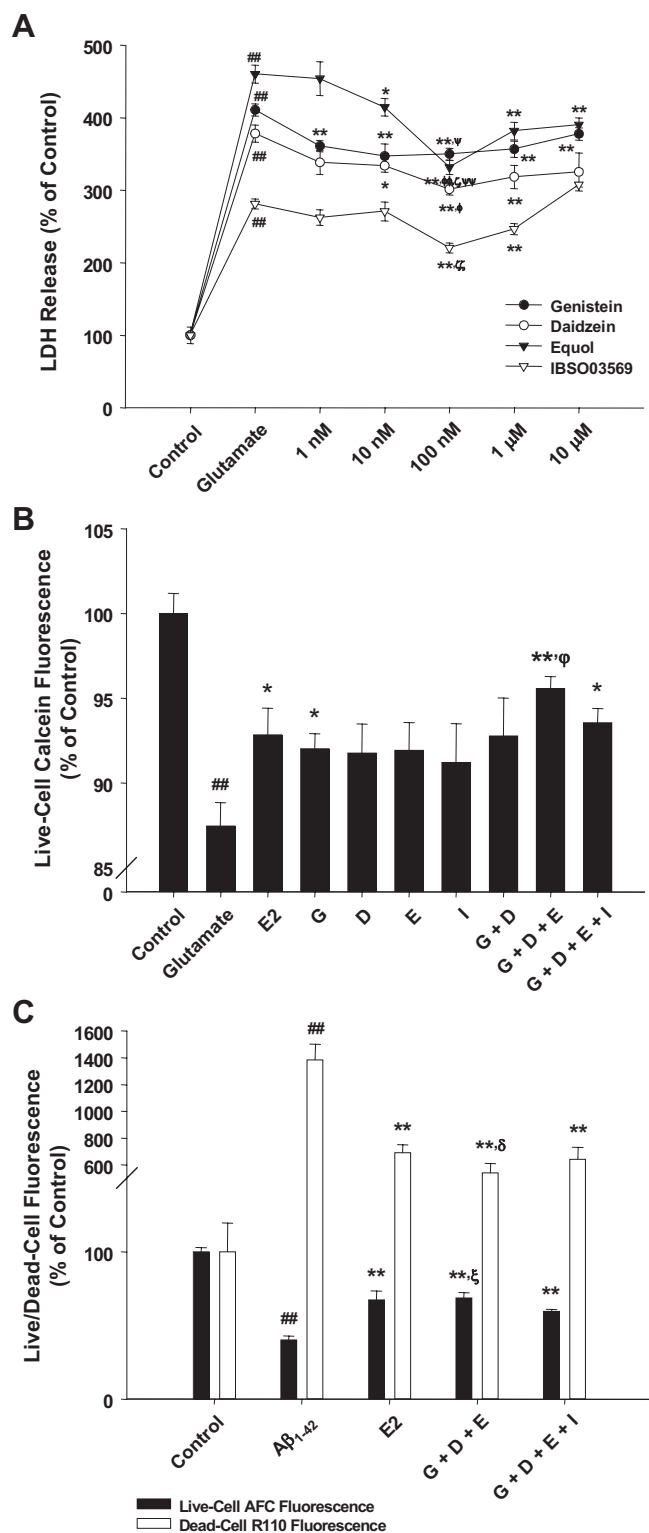 A
LDH Release (% of Control)
500
400
300
200
100
0
##
##
##
##
**
*
**
*
**,ψ
**,ϕ
**
**
**
**
**
**
Genistein
Daidzein
Equol
IBSO03569
Control
Glutamate
1 nM
10 nM
100 nM
1 μM
10 μM
B
Live-Cell Calcein Fluorescence
(% of Control)
105
100
95
90
85
0
##
*
*
**,φ
*
Control
Glutamate
E2
G
D
E
I
G + D
G + D + E
G + D + E + I
C
Live/Dead-Cell Fluorescence
(% of Control)
1600
1400
1200
1000
800
600
100
0
##
##
**
**
**,ξ
**,δ
**
**
Control
Aβ1-42
E2
G + D + E
G + D + E + I
Live-Cell AFC Fluorescence
Dead-Cell R110 Fluorescence